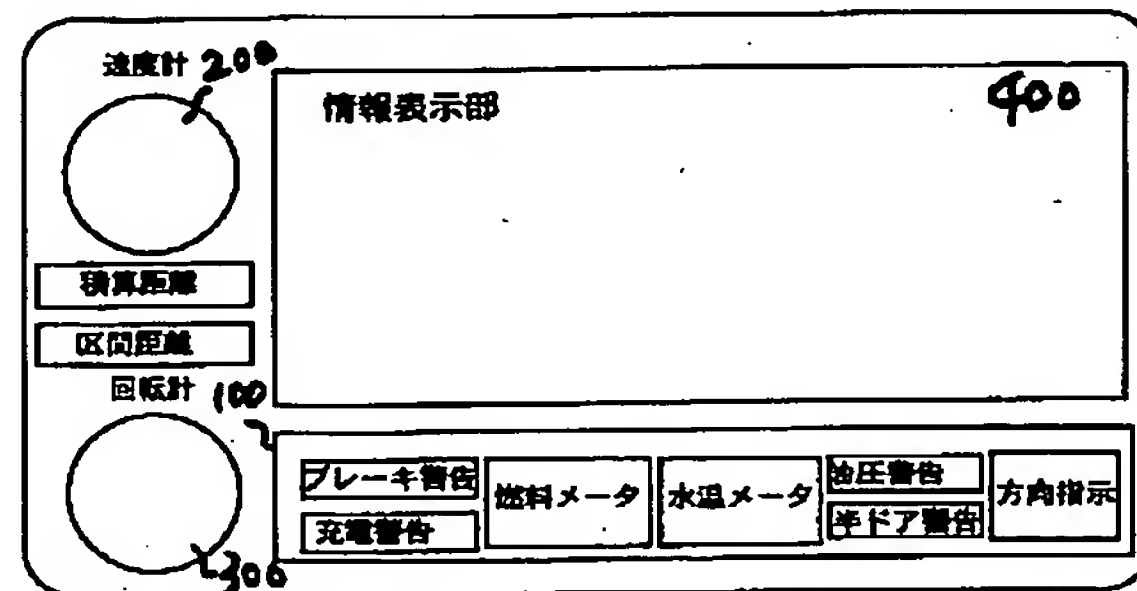 速度計 200
情報表示部 400
積算距離
区間距離
回転計 100
ブレーキ警告
充電警告
燃料メータ
水温メータ
油圧警告
半ドア警告
方向指示
300